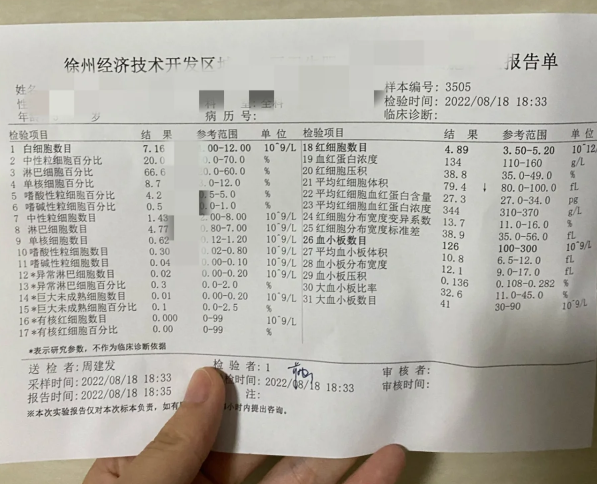 徐州经济技术开发区 报告单
姓名 样本编号: 3505
检验时间: 2022/08/18 18:33
年龄 岁 病历号: 临床诊断:
检验项目 结果 参考范围 单位 检验项目 结果 参考范围 单位
1 白细胞数目 7.16 .00-12.00 10^9/L 18 红细胞数目 4.89 3.50-5.20 10^12/
2 中性粒细胞百分比 20.0 .0-70.0 % 19 血红蛋白浓度 134 110-160 g/L
3 淋巴细胞百分比 66.6 .0-60.0 % 20 红细胞压积 38.8 35.0-49.0 %
4 单核细胞百分比 8.7 .0-12.0 % 21 平均红细胞体积 79.4 ↓ 80.0-100.0 fL
5 嗜酸性粒细胞百分比 4.2 .5-5.0 % 22 平均红细胞血红蛋白含量 27.3 27.0-34.0 pg
6 嗜碱性粒细胞百分比 0.5 .0-1.0 % 23 平均红细胞血红蛋白浓度 344 310-370 g/L
7 中性粒细胞数目 1.43 .00-8.00 10^9/L 24 红细胞分布宽度变异系数 13.7 11.0-16.0 %
8 淋巴细胞数目 4.77 .80-7.00 10^9/L 25 红细胞分布宽度标准差 38.9 35.0-56.0 fL
9 单核细胞数目 0.62 .12-1.20 10^9/L 26 血小板数目 126 100-300 10^9/L
10 嗜酸性粒细胞数目 0.30 0.02-0.80 10^9/L 27 平均血小板体积 10.8 6.5-12.0 fL
11 嗜碱性粒细胞数目 0.04 0.00-0.10 10^9/L 28 血小板分布宽度 12.1 9.0-17.0 fL
12 *异常淋巴细胞数目 0.02 0.00-0.20 10^9/L 29 血小板压积 0.136 0.108-0.282 %
13 *异常淋巴细胞百分比 0.3 0.0-2.0 % 30 大血小板比率 32.6 11.0-45.0 %
14 *巨大未成熟细胞数目 0.01 0.00-0.20 10^9/L 31 大血小板数目 41 30-90 10^9/L
15 *巨大未成熟细胞百分比 0.1 0.0-2.5 %
16 *有核红细胞数目 0.000 0-99 10^9/L
17 *有核红细胞百分比 0.00 0-99 %
*表示研究参数，不作为临床诊断依据
送检者: 周建发 检验者: 1 审核者:
采样时间: 2022/08/18 18:33 检时间: 2022/08/18 18:33 审核时间:
报告时间: 2022/08/18 18:35 注:
※本次实验报告仅对本次标本负责，如有 小时内提出咨询。